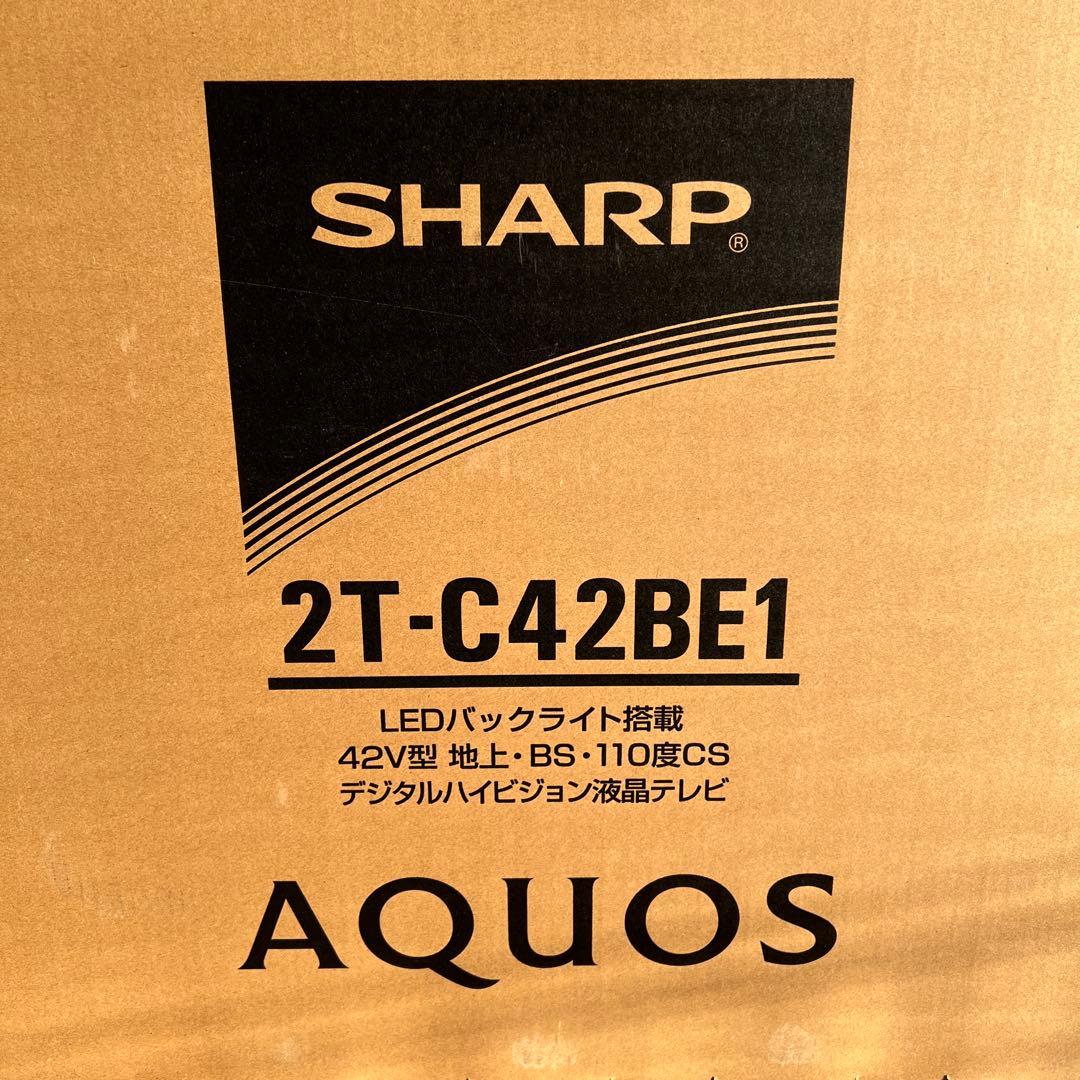 SHARP®
2T-C42BE1
LEDバックライト搭載
42V型 地上・BS・110度CS
デジタルハイビジョン液晶テレビ
AQUOS